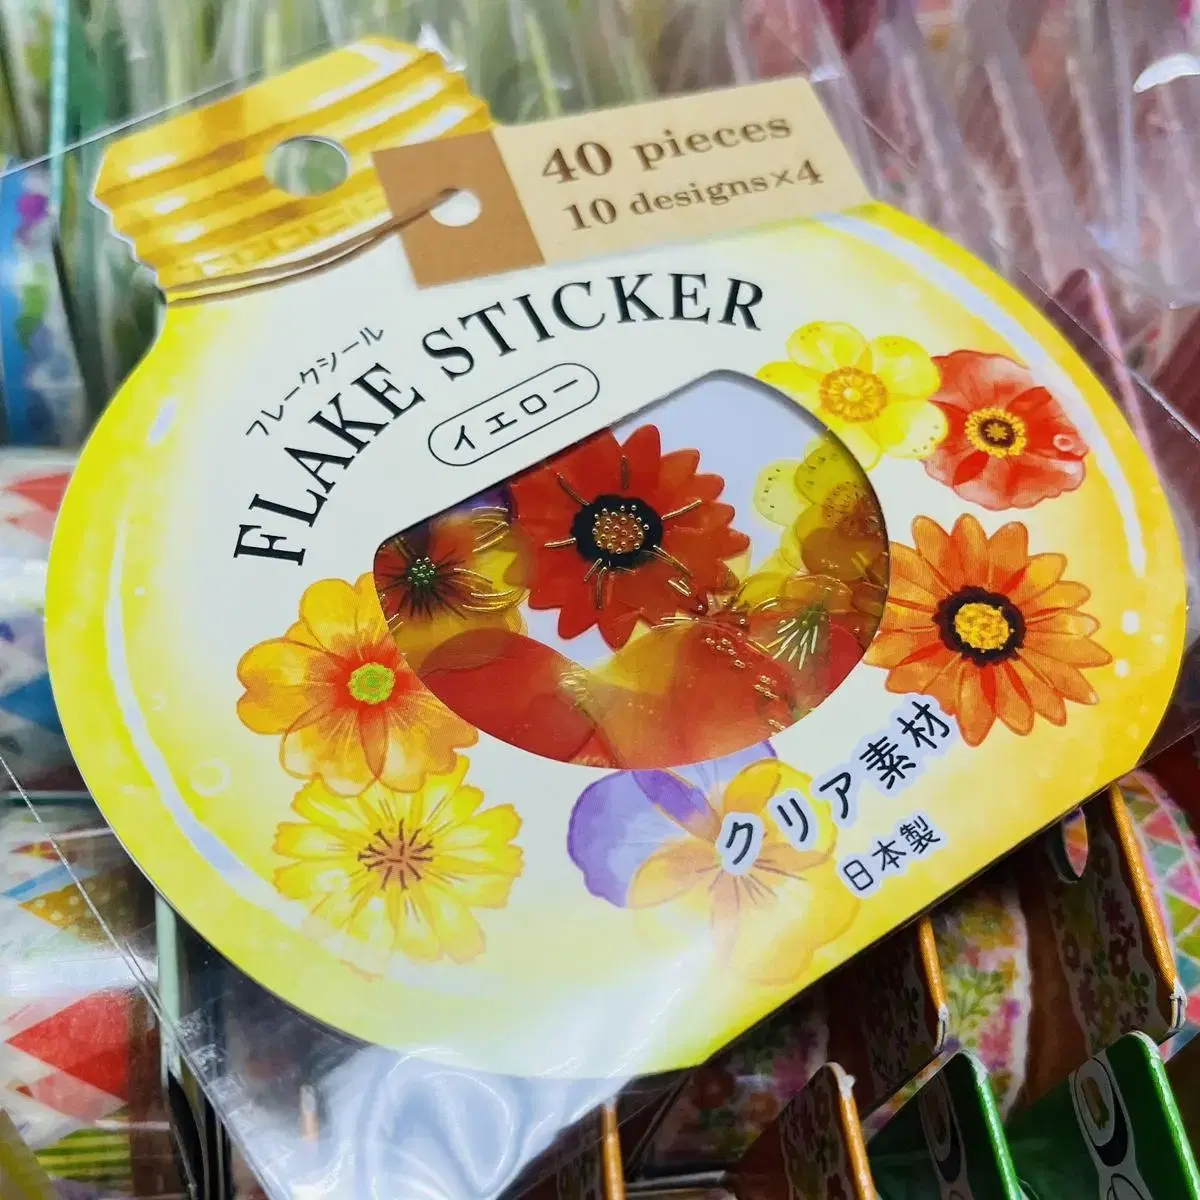 40 pieces
10 designs×4
フレークシール
FLAKE STICKER
イエロー
クリア素材
日本製